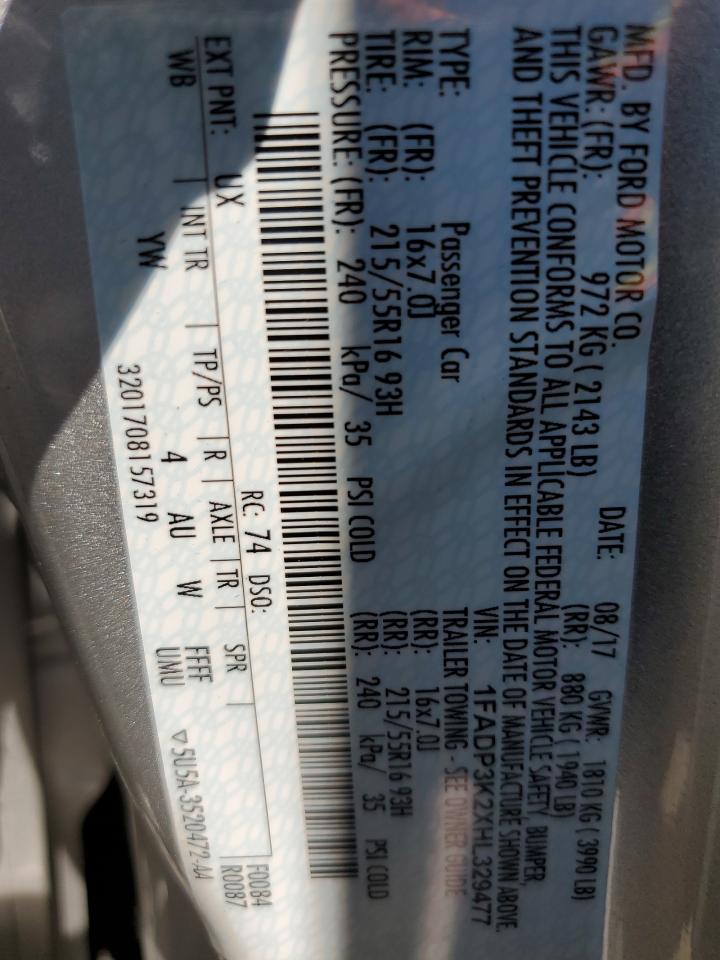 MFD. BY FORD MOTOR CO. DATE: 08/17 GVWR: 1810 KG ( 3990 LB)
GAWR: (FR): 972 KG ( 2143 LB) (RR): 880 KG ( 1940 LB)
THIS VEHICLE CONFORMS TO ALL APPLICABLE FEDERAL MOTOR VEHICLE SAFETY, BUMPER,
AND THEFT PREVENTION STANDARDS IN EFFECT ON THE DATE OF MANUFACTURE SHOWN ABOVE.
VIN: 1FADP3K2XHL329477
TYPE: Passenger Car TRAILER TOWING - SEE OWNER GUIDE
RIM: (FR): 16x7.0J (RR): 16x7.0J
TIRE: (FR): 215/55R16 93H (RR): 215/55R16 93H
PRESSURE: (FR): 240 kPa/ 35 PSI COLD (RR): 240 kPa/ 35 PSI COLD
EXT PNT: UX RC: 74 DSO: F0084
WB | INT TR | TP/PS | R | AXLE | TR | SPR | R0087
YW 4 AU W FFFF UMU
3201708157319 ▽5U5A-3520472-AA